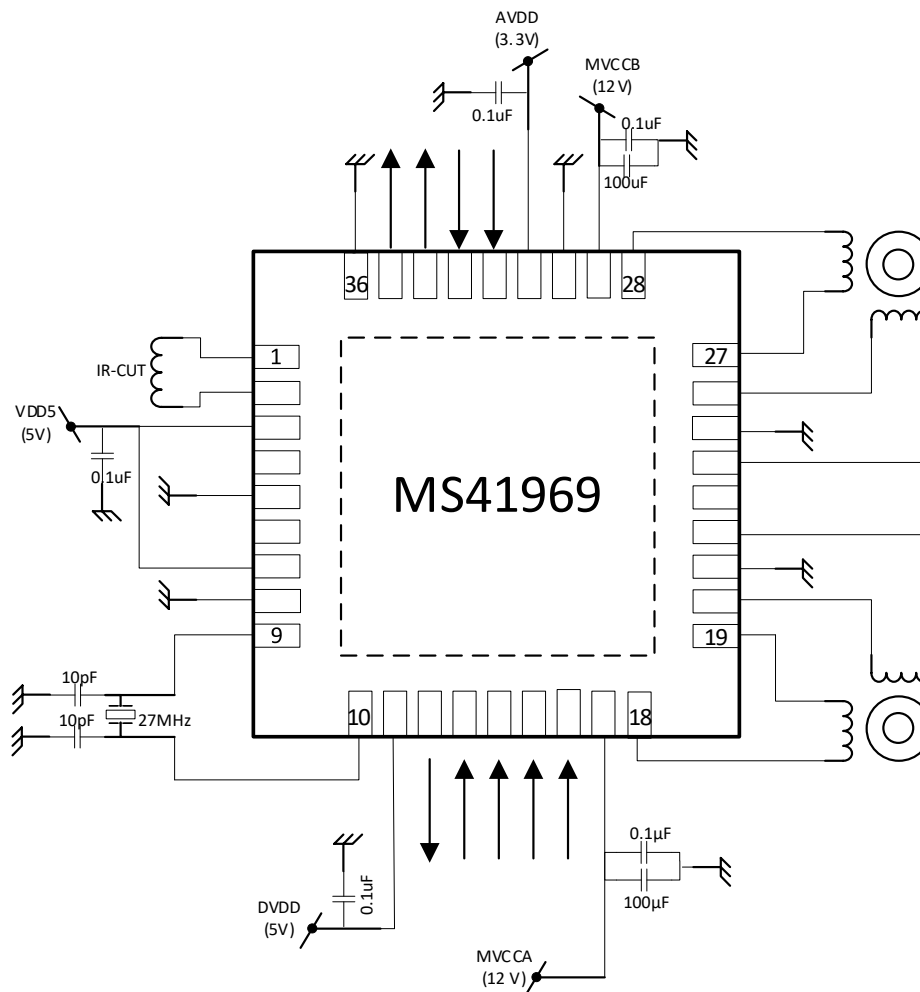 AVDD
(3.3V)
MVCCB
(12V)
0.1uF
0.1uF
100uF
36
28
1
27
IR-CUT
VDD5
(5V)
0.1uF
MS41969
9
19
10pF
10pF
27MHz
10
18
0.1uF
DVDD
(5V)
0.1μF
100μF
MVCCA
(12 V)